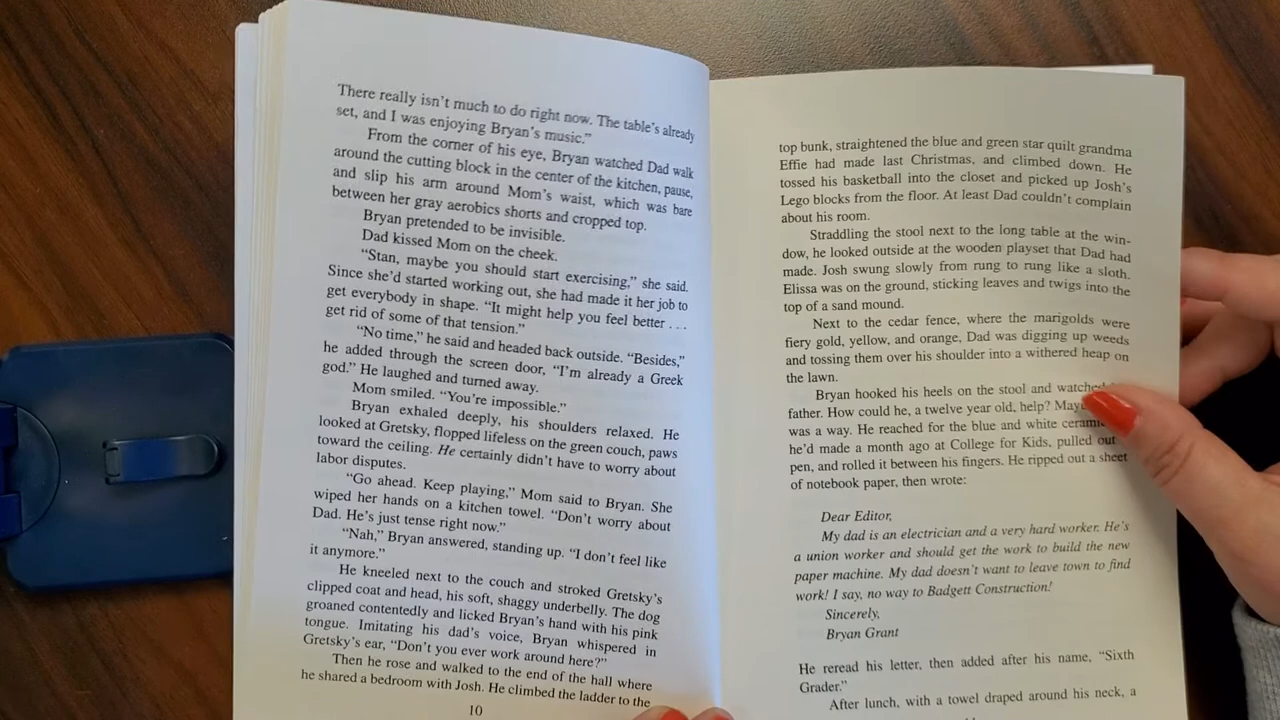 There really isn't much to do right now. The table's already
set, and I was enjoying Bryan's music."
From the corner of his eye, Bryan watched Dad walk
around the cutting block in the center of the kitchen, pause,
and slip his arm around Mom's waist, which was bare
between her gray aerobics shorts and cropped top.
Bryan pretended to be invisible.
Dad kissed Mom on the cheek.
"Stan, maybe you should start exercising," she said.
Since she'd started working out, she had made it her job to
get everybody in shape. "It might help you feel better . . .
get rid of some of that tension."
"No time," he said and headed back outside. "Besides,"
he added through the screen door, "I'm already a Greek
god." He laughed and turned away.
Mom smiled. "You're impossible."
Bryan exhaled deeply, his shoulders relaxed. He
looked at Gretsky, flopped lifeless on the green couch, paws
toward the ceiling. He certainly didn't have to worry about
labor disputes.
"Go ahead. Keep playing," Mom said to Bryan. She
wiped her hands on a kitchen towel. "Don't worry about
Dad. He's just tense right now."
"Nah," Bryan answered, standing up. "I don't feel like
it anymore."
He kneeled next to the couch and stroked Gretsky's
clipped coat and head, his soft, shaggy underbelly. The dog
groaned contentedly and licked Bryan's hand with his pink
tongue. Imitating his dad's voice, Bryan whispered in
Gretsky's ear, "Don't you ever work around here?"
Then he rose and walked to the end of the hall where
he shared a bedroom with Josh. He climbed the ladder to the
10
top bunk, straightened the blue and green star quilt grandma
Effie had made last Christmas, and climbed down. He
tossed his basketball into the closet and picked up Josh's
Lego blocks from the floor. At least Dad couldn't complain
about his room.
Straddling the stool next to the long table at the win-
dow, he looked outside at the wooden playset that Dad had
made. Josh swung slowly from rung to rung like a sloth.
Elissa was on the ground, sticking leaves and twigs into the
top of a sand mound.
Next to the cedar fence, where the marigolds were
fiery gold, yellow, and orange, Dad was digging up weeds
and tossing them over his shoulder into a withered heap on
the lawn.
Bryan hooked his heels on the stool and watched
father. How could he, a twelve year old, help?
was a way. He reached for the blue and white
he'd made a month ago at College for Kids, pulled out
pen, and rolled it between his fingers. He ripped out a sheet
of notebook paper, then wrote:
Dear Editor,
My dad is an electrician and a very hard worker. He's
a union worker and should get the work to build the new
paper machine. My dad doesn't want to leave town to find
work! I say, no way to Badgett Construction!
Sincerely,
Bryan Grant
He reread his letter, then added after his name, "Sixth
Grader."
After lunch, with a towel draped around his neck, a